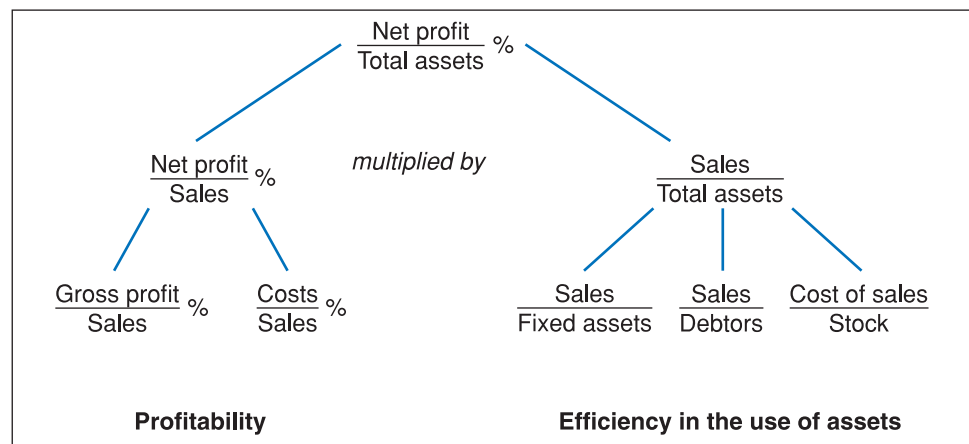 Net profit
Total assets %
Net profit
Sales %
multiplied by
Sales
Total assets
Gross profit
Sales %
Costs
Sales %
Sales
Fixed assets
Sales
Debtors
Cost of sales
Stock
Profitability
Efficiency in the use of assets